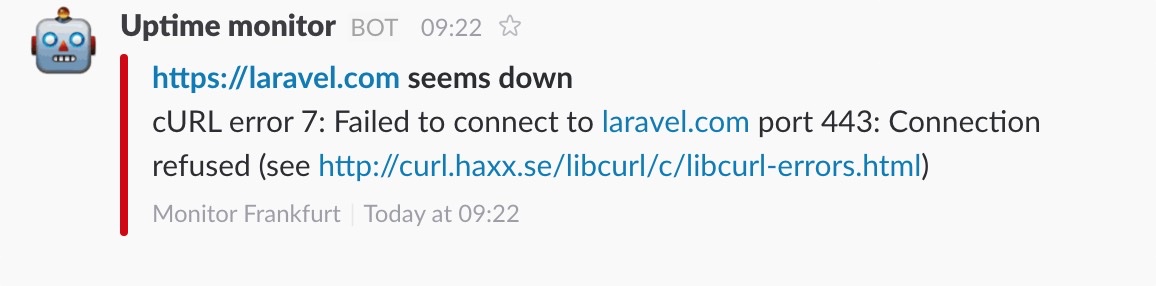 Uptime monitor BOT 09:22
https://laravel.com seems down
cURL error 7: Failed to connect to laravel.com port 443: Connection
refused (see http://curl.haxx.se/libcurl/c/libcurl-errors.html)
Monitor Frankfurt | Today at 09:22